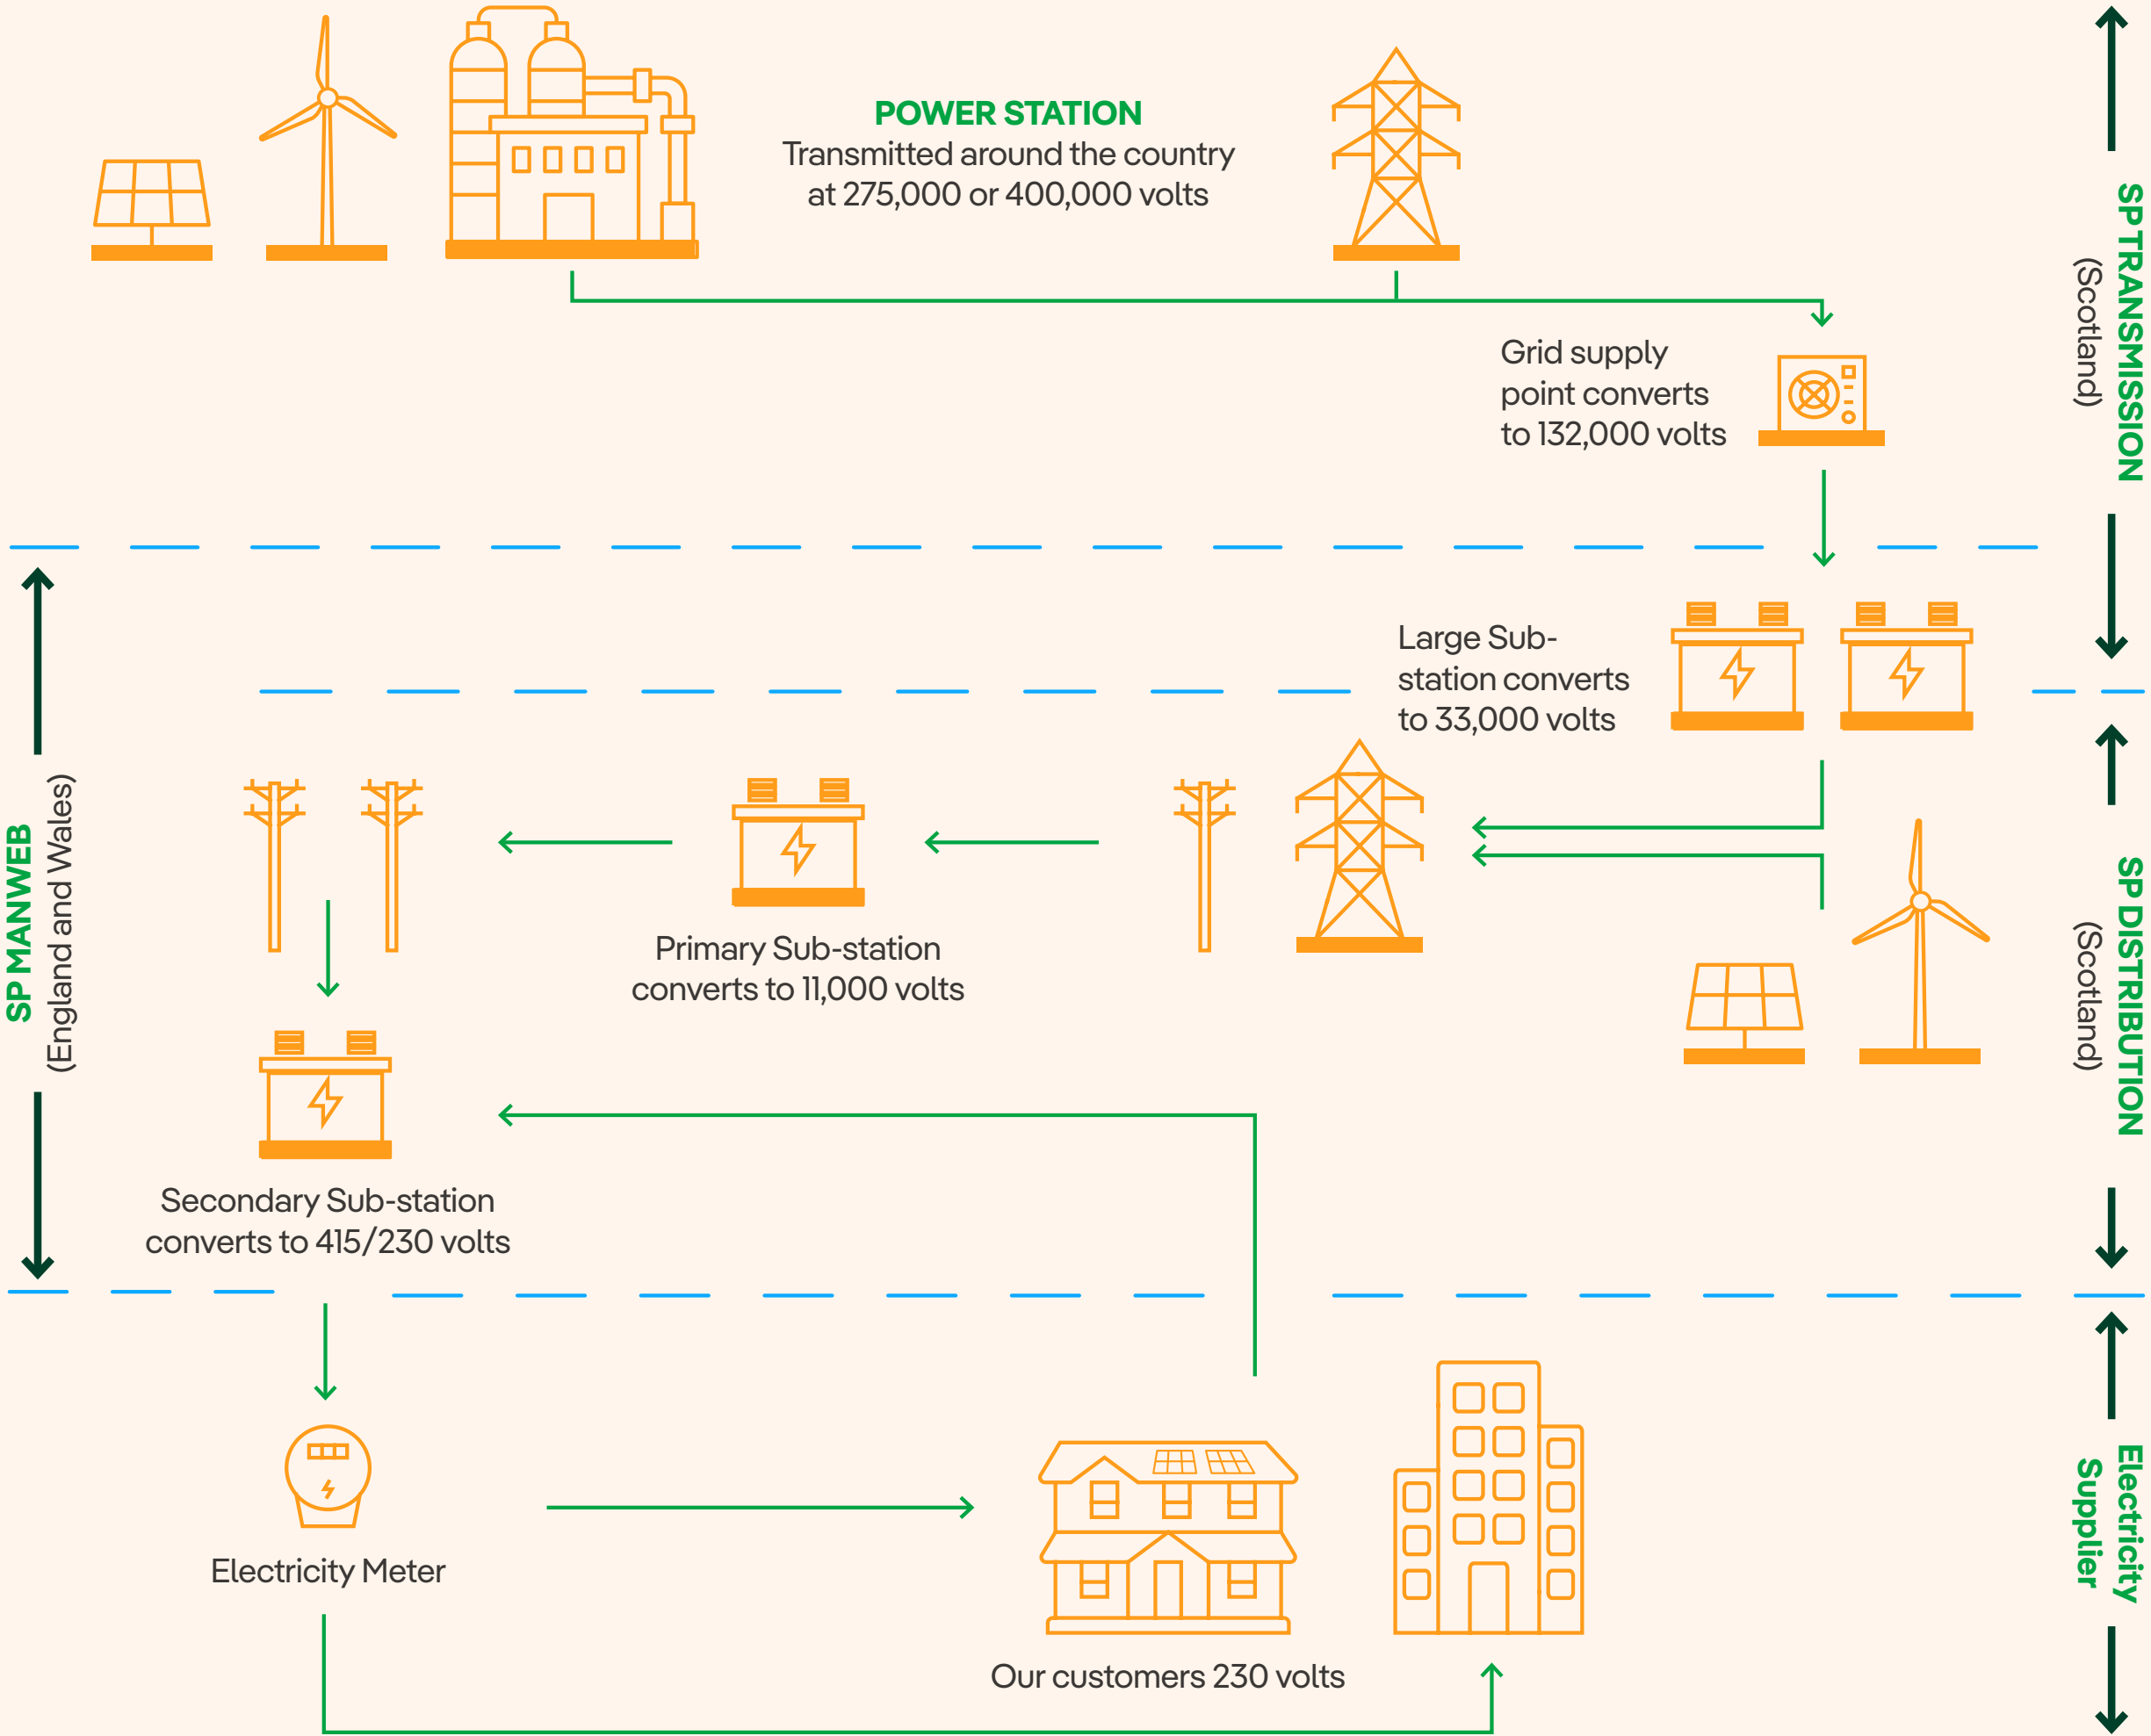 POWER STATION
Transmitted around the country
at 275,000 or 400,000 volts
SP TRANSMISSION
(Scotland)
Grid supply
point converts
to 132,000 volts
Large Sub-
station converts
to 33,000 volts
SP MANWEB
(England and Wales)
Primary Sub-station
converts to 11,000 volts
SP DISTRIBUTION
(Scotland)
Secondary Sub-station
converts to 415/230 volts
Electricity
Supplier
Electricity Meter
Our customers 230 volts